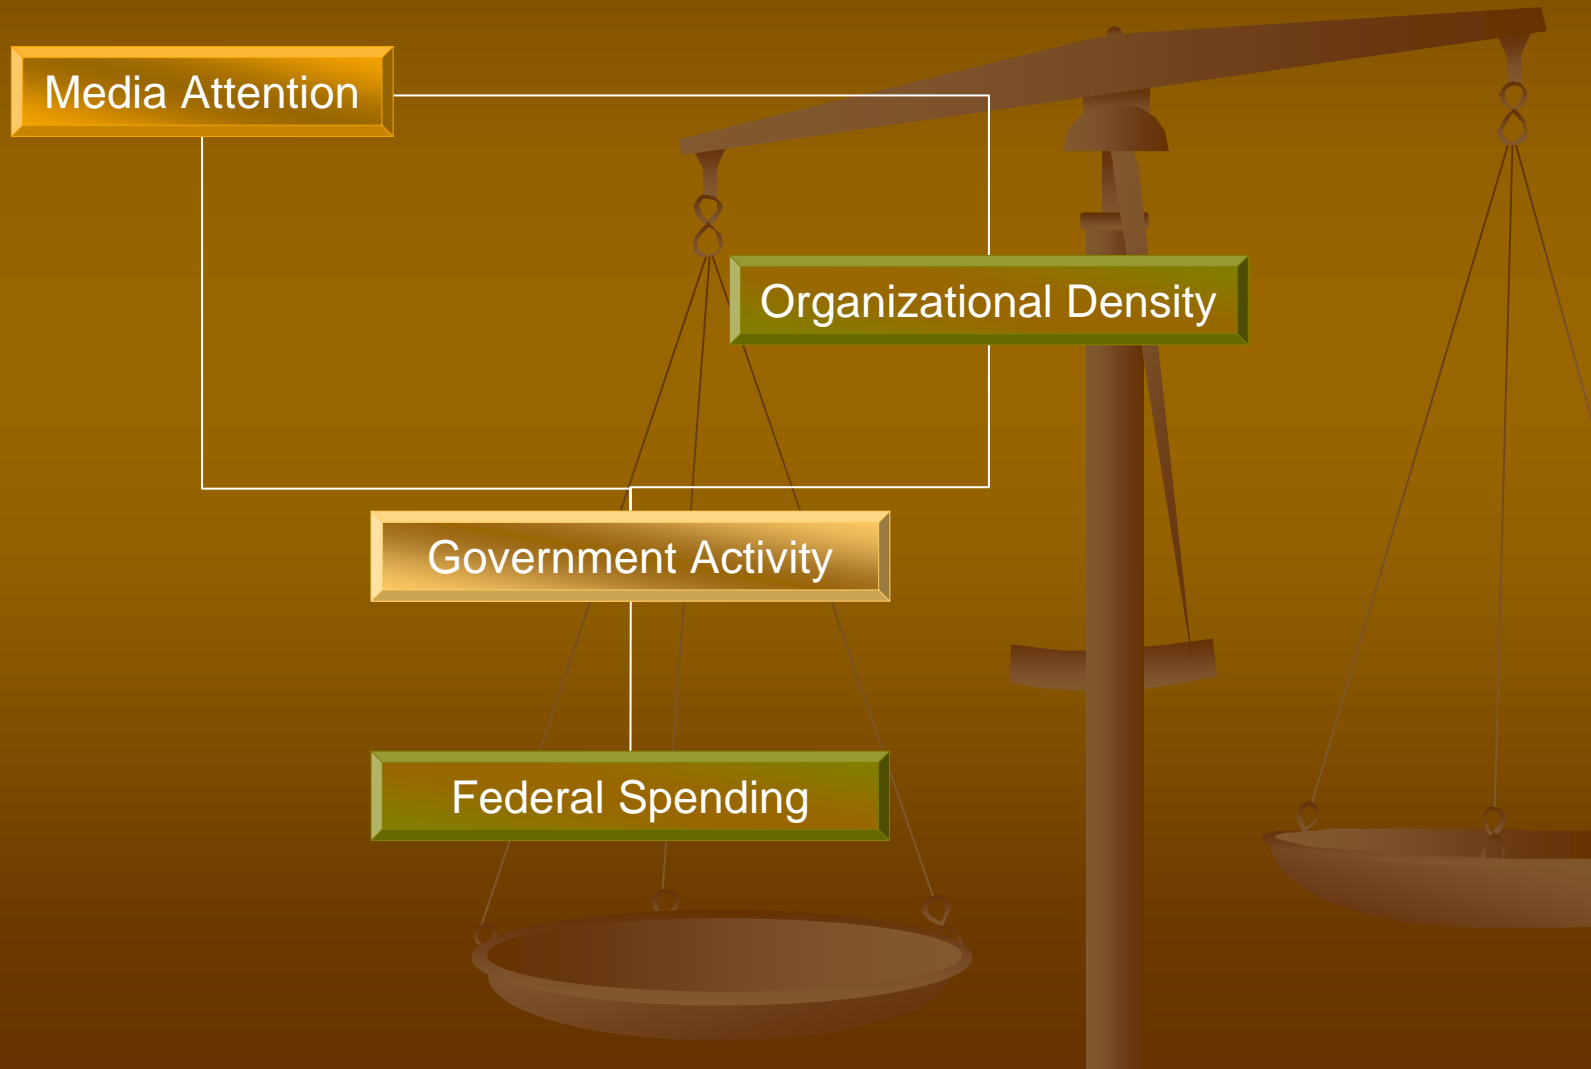 Media Attention
Organizational Density
Government Activity
Federal Spending